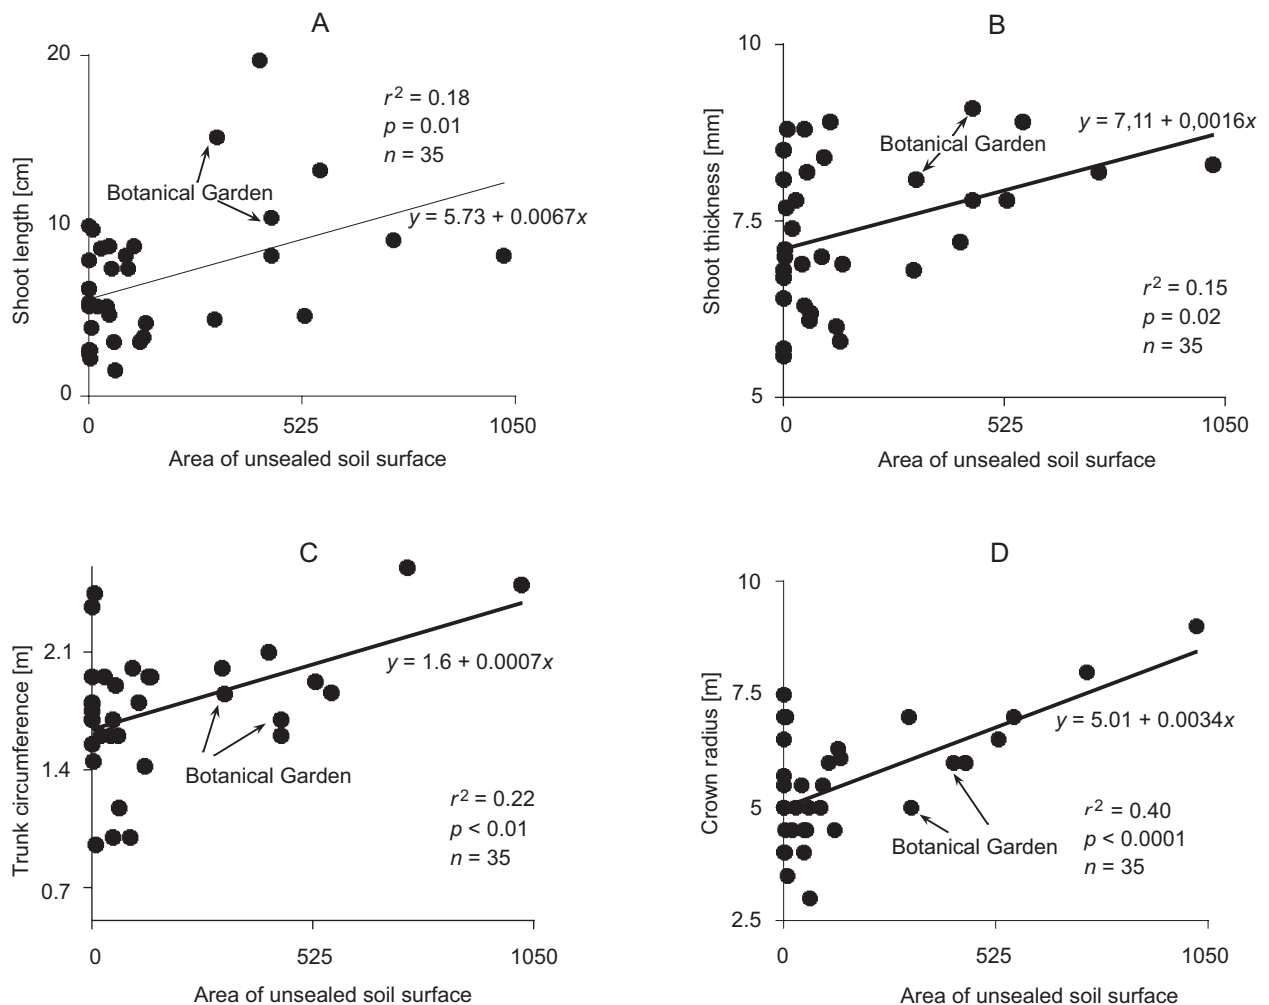 A
20
10
0
Shoot length [cm]
r² = 0.18
p = 0.01
n = 35
Botanical Garden
y = 5.73 + 0.0067x
0 525 1050
Area of unsealed soil surface
B
10
7.5
5
Shoot thickness [mm]
y = 7,11 + 0,0016x
Botanical Garden
r² = 0.15
p = 0.02
n = 35
0 525 1050
Area of unsealed soil surface
C
2.1
1.4
0.7
Trunk circumference [m]
y = 1.6 + 0.0007x
Botanical Garden
r² = 0.22
p < 0.01
n = 35
0 525 1050
Area of unsealed soil surface
D
10
7.5
5
2.5
Crown radius [m]
y = 5.01 + 0.0034x
Botanical Garden
r² = 0.40
p < 0.0001
n = 35
0 525 1050
Area of unsealed soil surface